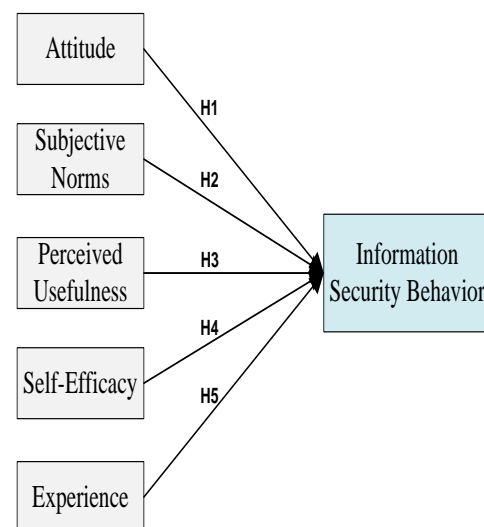 Attitude
H1
Subjective
Norms
H2
Perceived
Usefulness
H3
Information
Security Behavior
Self-Efficacy
H4
Experience
H5